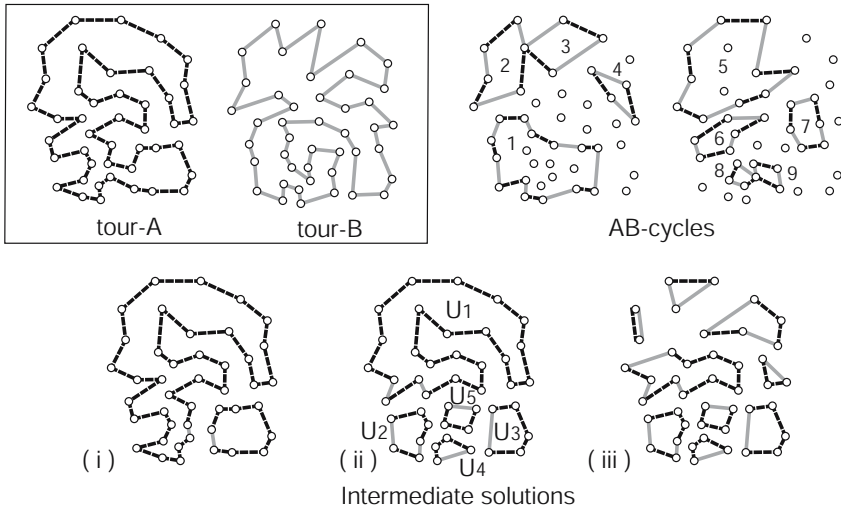 tour-A
tour-B
1
2
3
4
5
6
7
8
9
AB-cycles
( i )
( ii )
U1
U2
U3
U4
U5
( iii )
Intermediate solutions